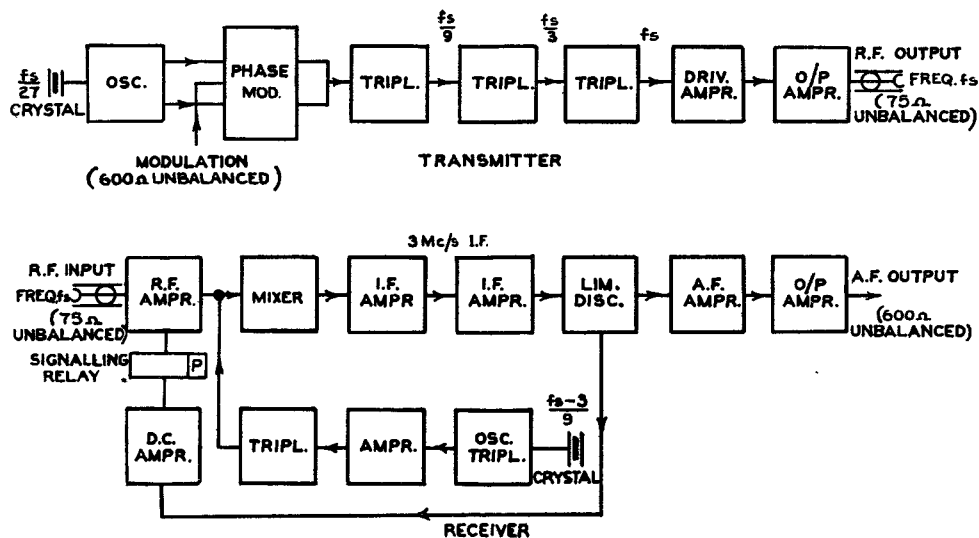 fs
27
CRYSTAL
OSC.
PHASE
MOD.
MODULATION
(600Ω UNBALANCED)
TRIPL.
fs
9
TRIPL.
fs
3
TRIPL.
fs
DRIV.
AMPR.
O/P
AMPR.
R.F. OUTPUT
FREQ. fs
(75Ω
UNBALANCED)
TRANSMITTER
R.F. INPUT
FREQ fs
(75Ω
UNBALANCED)
R.F.
AMPR.
MIXER
3 Mc/s I.F.
I.F.
AMPR
I.F.
AMPR.
LIM.
DISC.
A.F.
AMPR.
O/P
AMPR.
A.F. OUTPUT
(600Ω
UNBALANCED)
SIGNALLING
RELAY
P
D.C.
AMPR.
TRIPL.
AMPR.
OSC.
TRIPL.
fs-3
9
CRYSTAL
RECEIVER